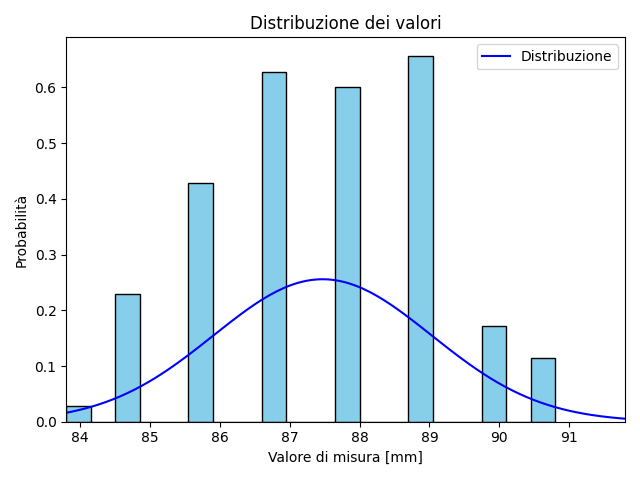 Distribuzione dei valori
Distribuzione
Probabilità
0.6
0.5
0.4
0.3
0.2
0.1
0.0
84 85 86 87 88 89 90 91
Valore di misura [mm]